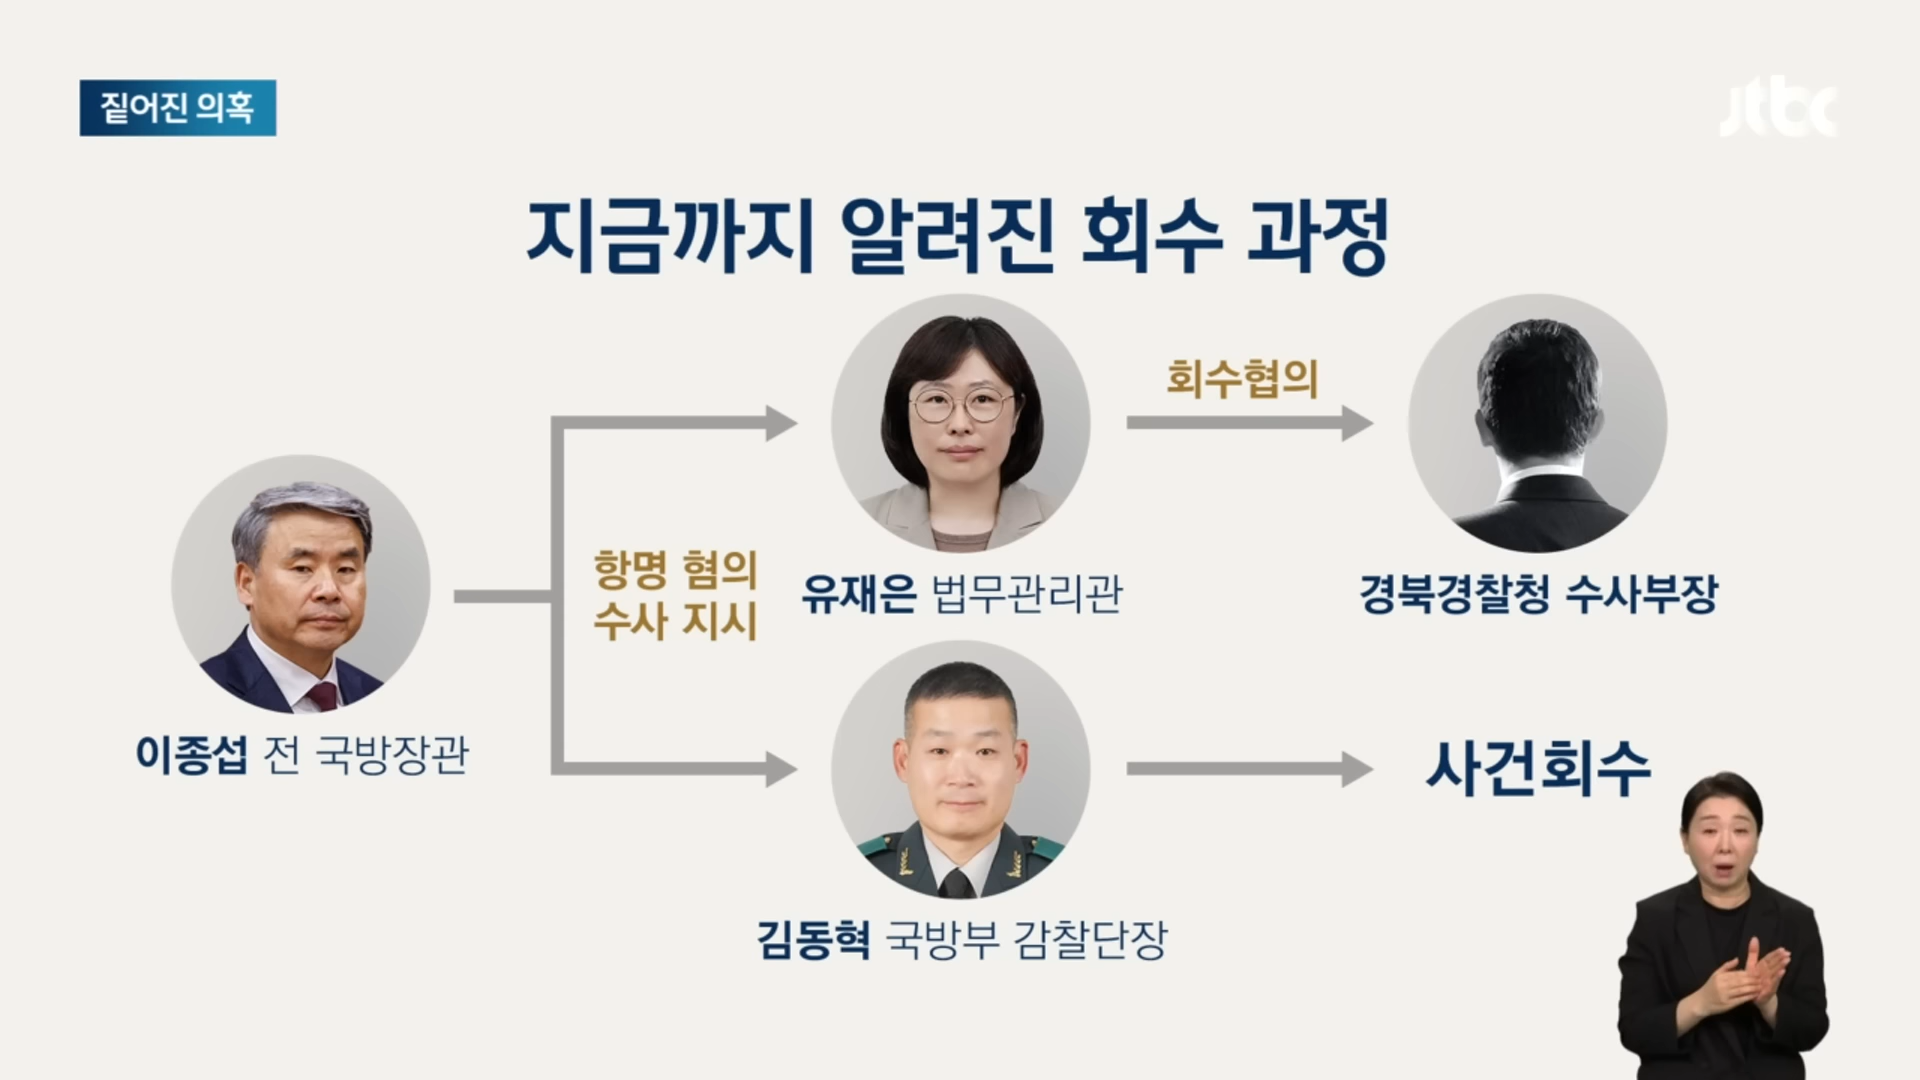 짙어진 의혹
jtbc
지금까지 알려진 회수 과정
회수협의
항명 혐의
수사 지시
유재은 법무관리관
경북경찰청 수사부장
이종섭 전 국방장관
사건회수
김동혁 국방부 감찰단장